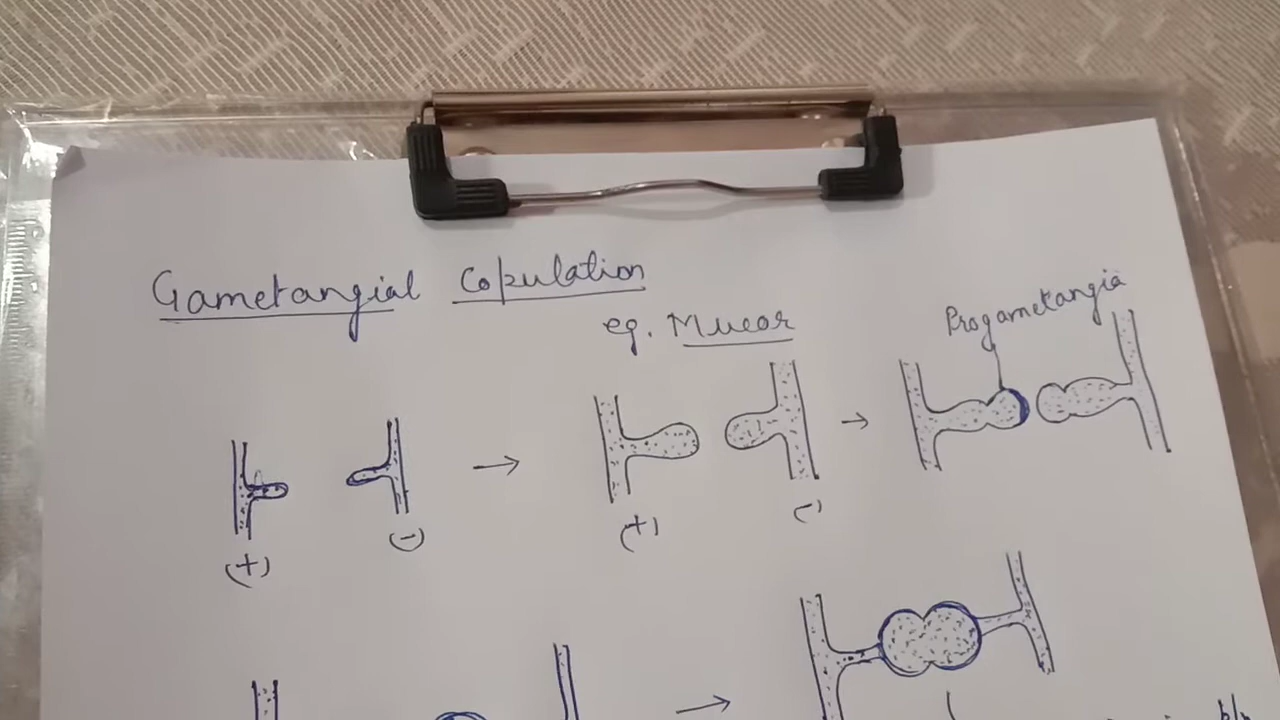 Gametangial Copulation
eg. Mucor
Progametangia
(+)
(-)
(+)
(-)